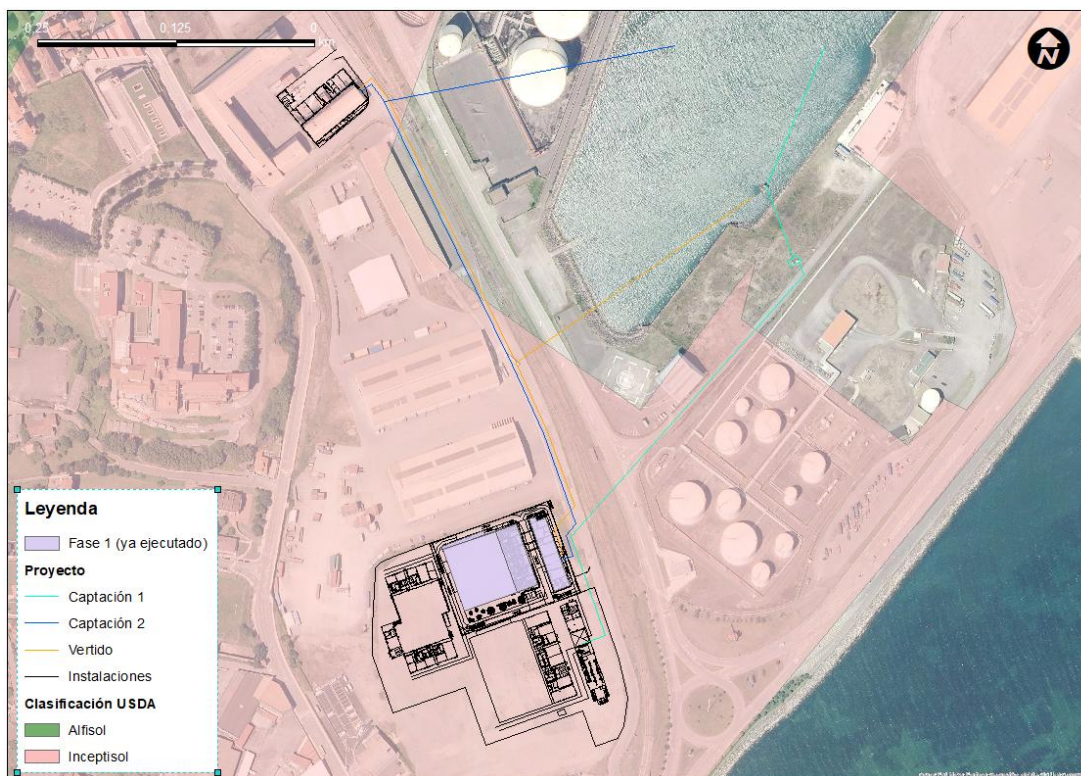 0.25 0.125 0
Km
N
Leyenda
Fase 1 (ya ejecutado)
Proyecto
Captación 1
Captación 2
Vertido
Instalaciones
Clasificación USDA
Alfisol
Inceptisol